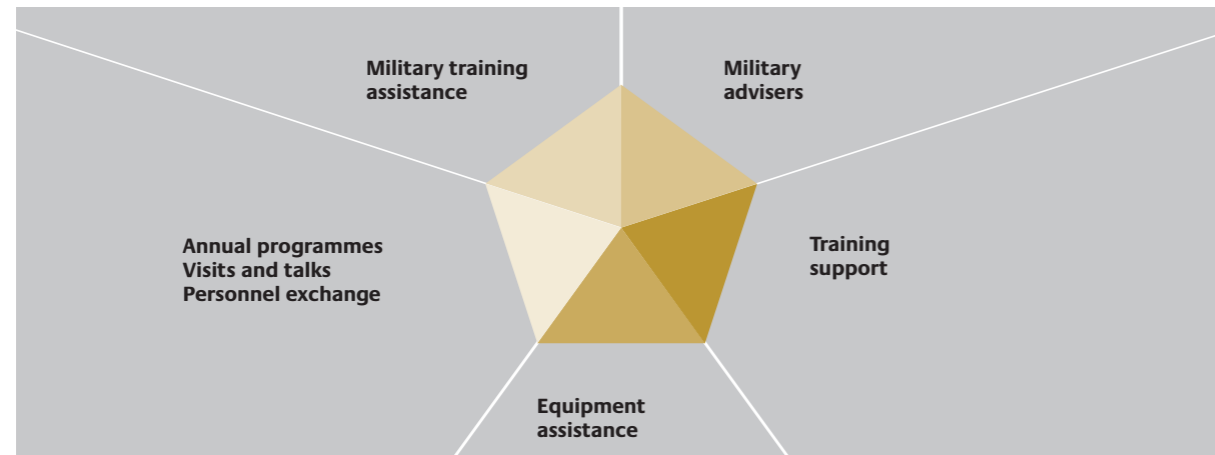 Military training
assistance
Military
advisers
Annual programmes
Visits and talks
Personnel exchange
Training
support
Equipment
assistance